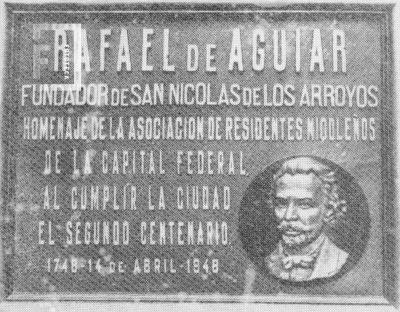 RAFAEL DE AGUIAR
FUNDADOR DE SAN NICOLAS DE LOS ARROYOS
HOMENAJE DE LA ASOCIACION DE RESIDENTES NICOLEÑOS
DE LA CAPITAL FEDERAL
AL CUMPLIR LA CIUDAD
EL SEGUNDO CENTENARIO
1748-14 DE ABRIL-1948